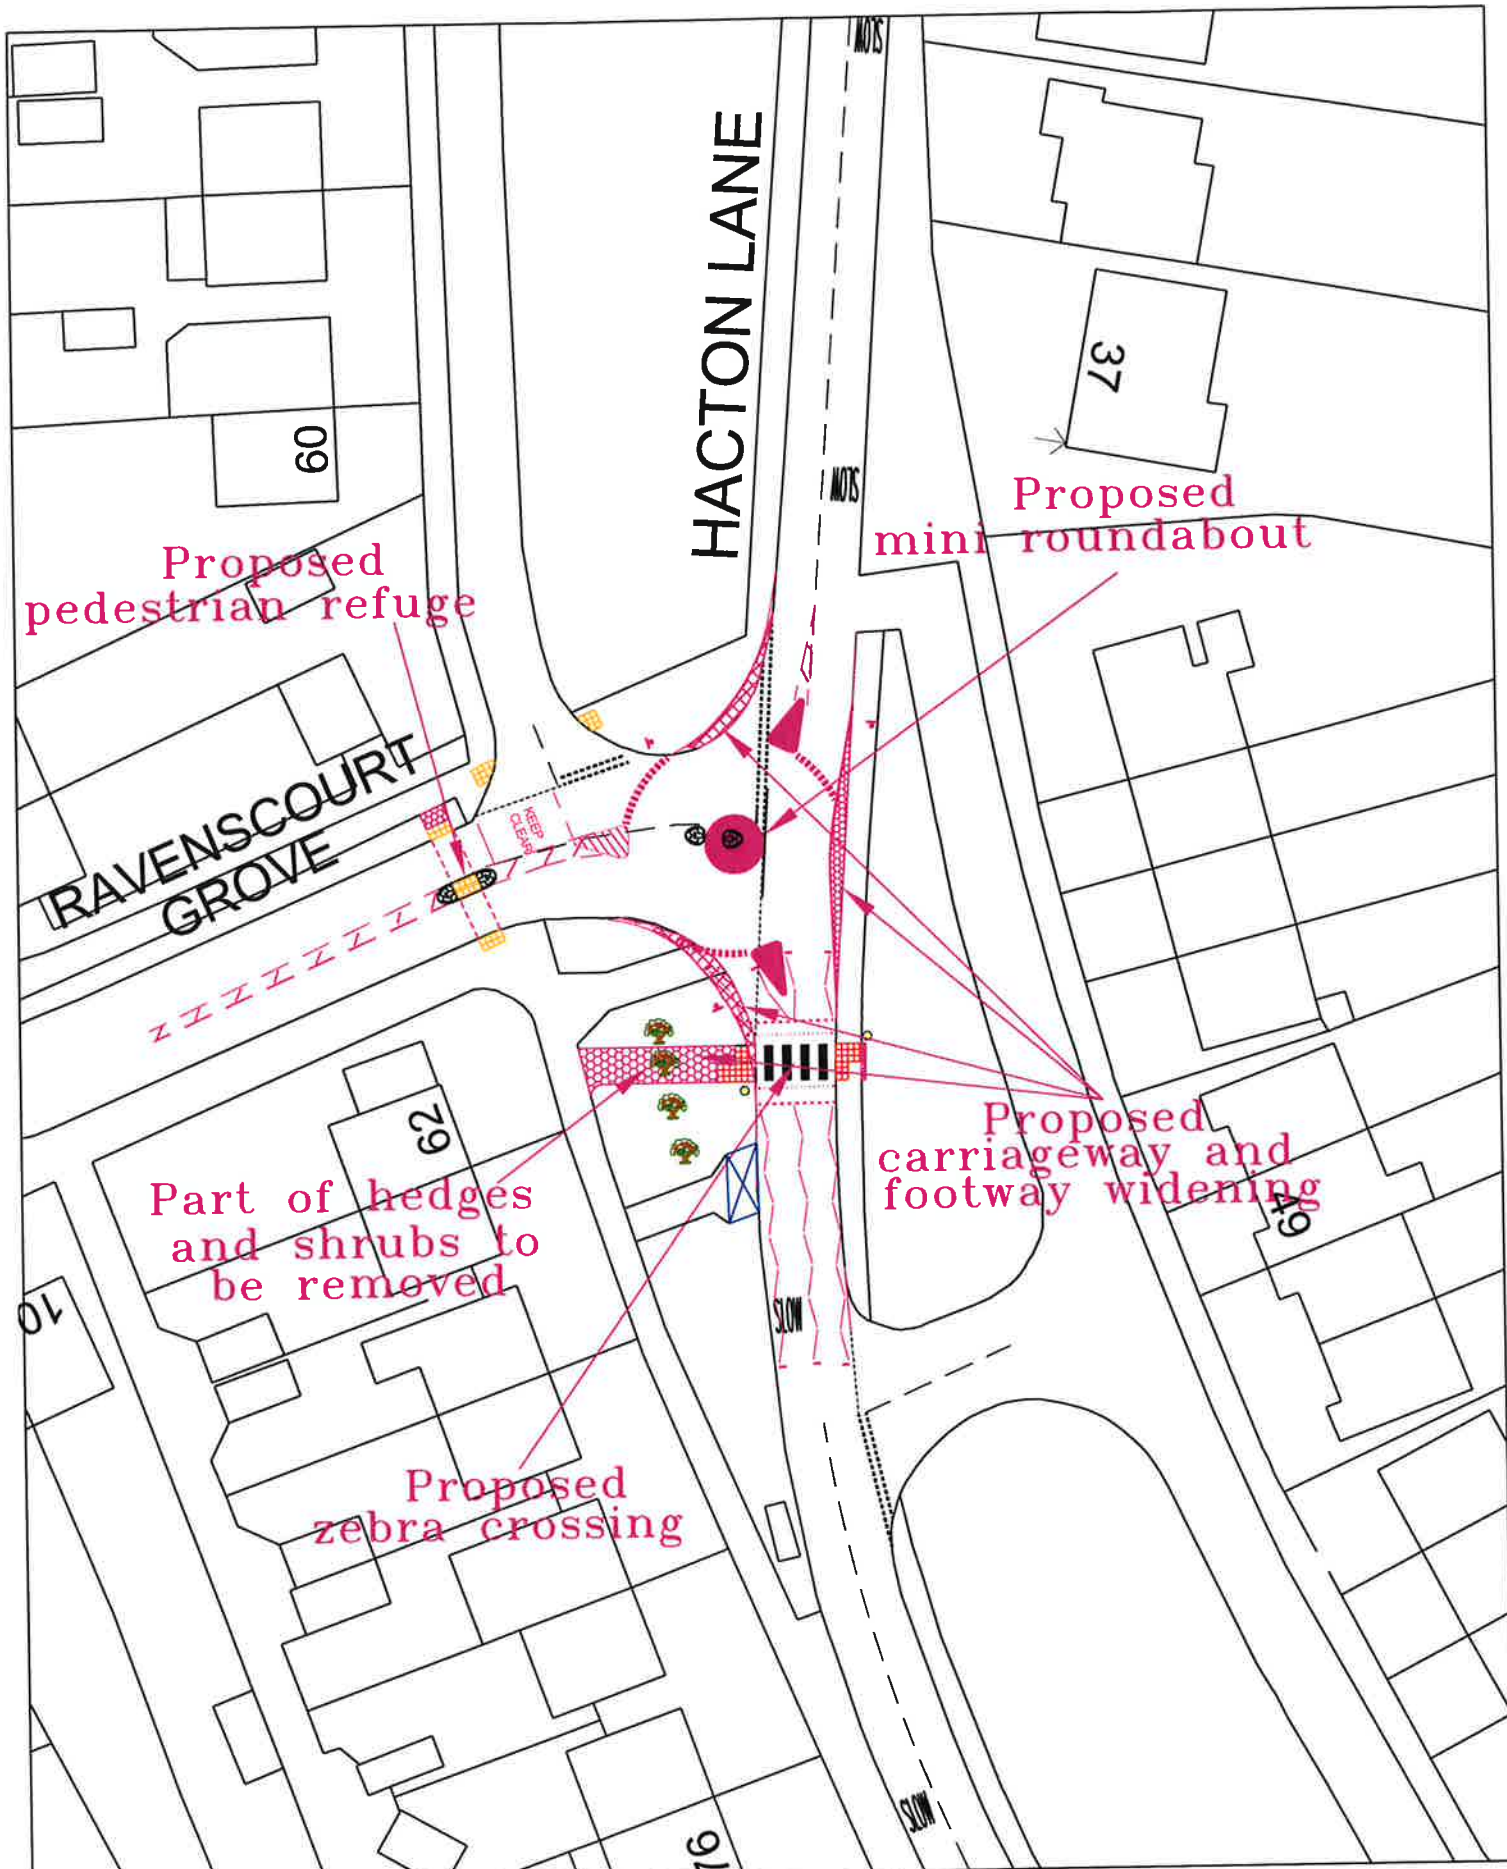 SLOW
HACTON LANE
37
60
SLOW
Proposed
mini roundabout
Proposed
pedestrian refuge
RAVENSCOURT
GROVE
KEEP
CLEAR
62
Proposed
carriageway and
footway widening
49
Part of hedges
and shrubs to
be removed
10
SLOW
Proposed
zebra crossing
SLOW
76